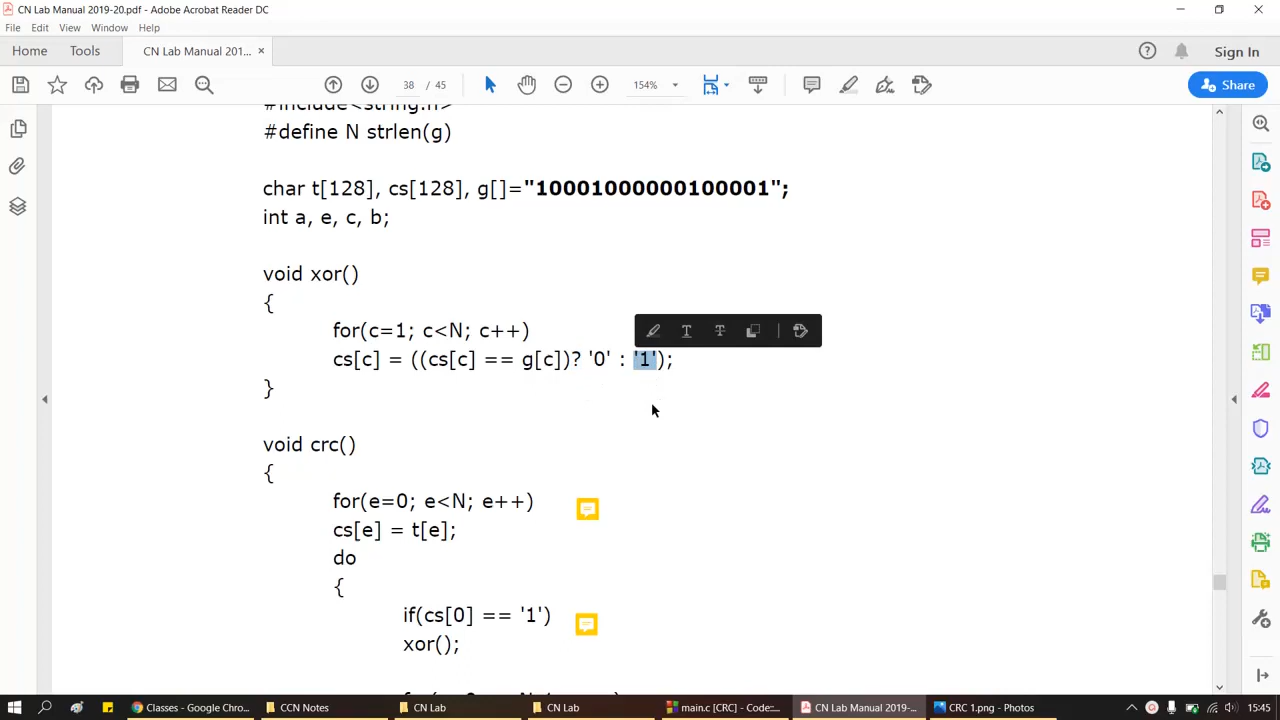 CN Lab Manual 2019-20.pdf - Adobe Acrobat Reader DC
File Edit View Window Help
Home Tools CN Lab Manual 201... × Sign In
38 / 45 154% Share
#include<string.h>
#define N strlen(g)
char t[128], cs[128], g[]="10001000000100001";
int a, e, c, b;
void xor()
{
for(c=1; c<N; c++)
cs[c] = ((cs[c] == g[c])? '0' : '1');
}
void crc()
{
for(e=0; e<N; e++)
cs[e] = t[e];
do
{
if(cs[0] == '1')
xor();
Classes - Google Chro... CCN Notes CN Lab CN Lab main.c [CRC] - Code::... CN Lab Manual 2019-... CRC 1.png - Photos ENG 15:45